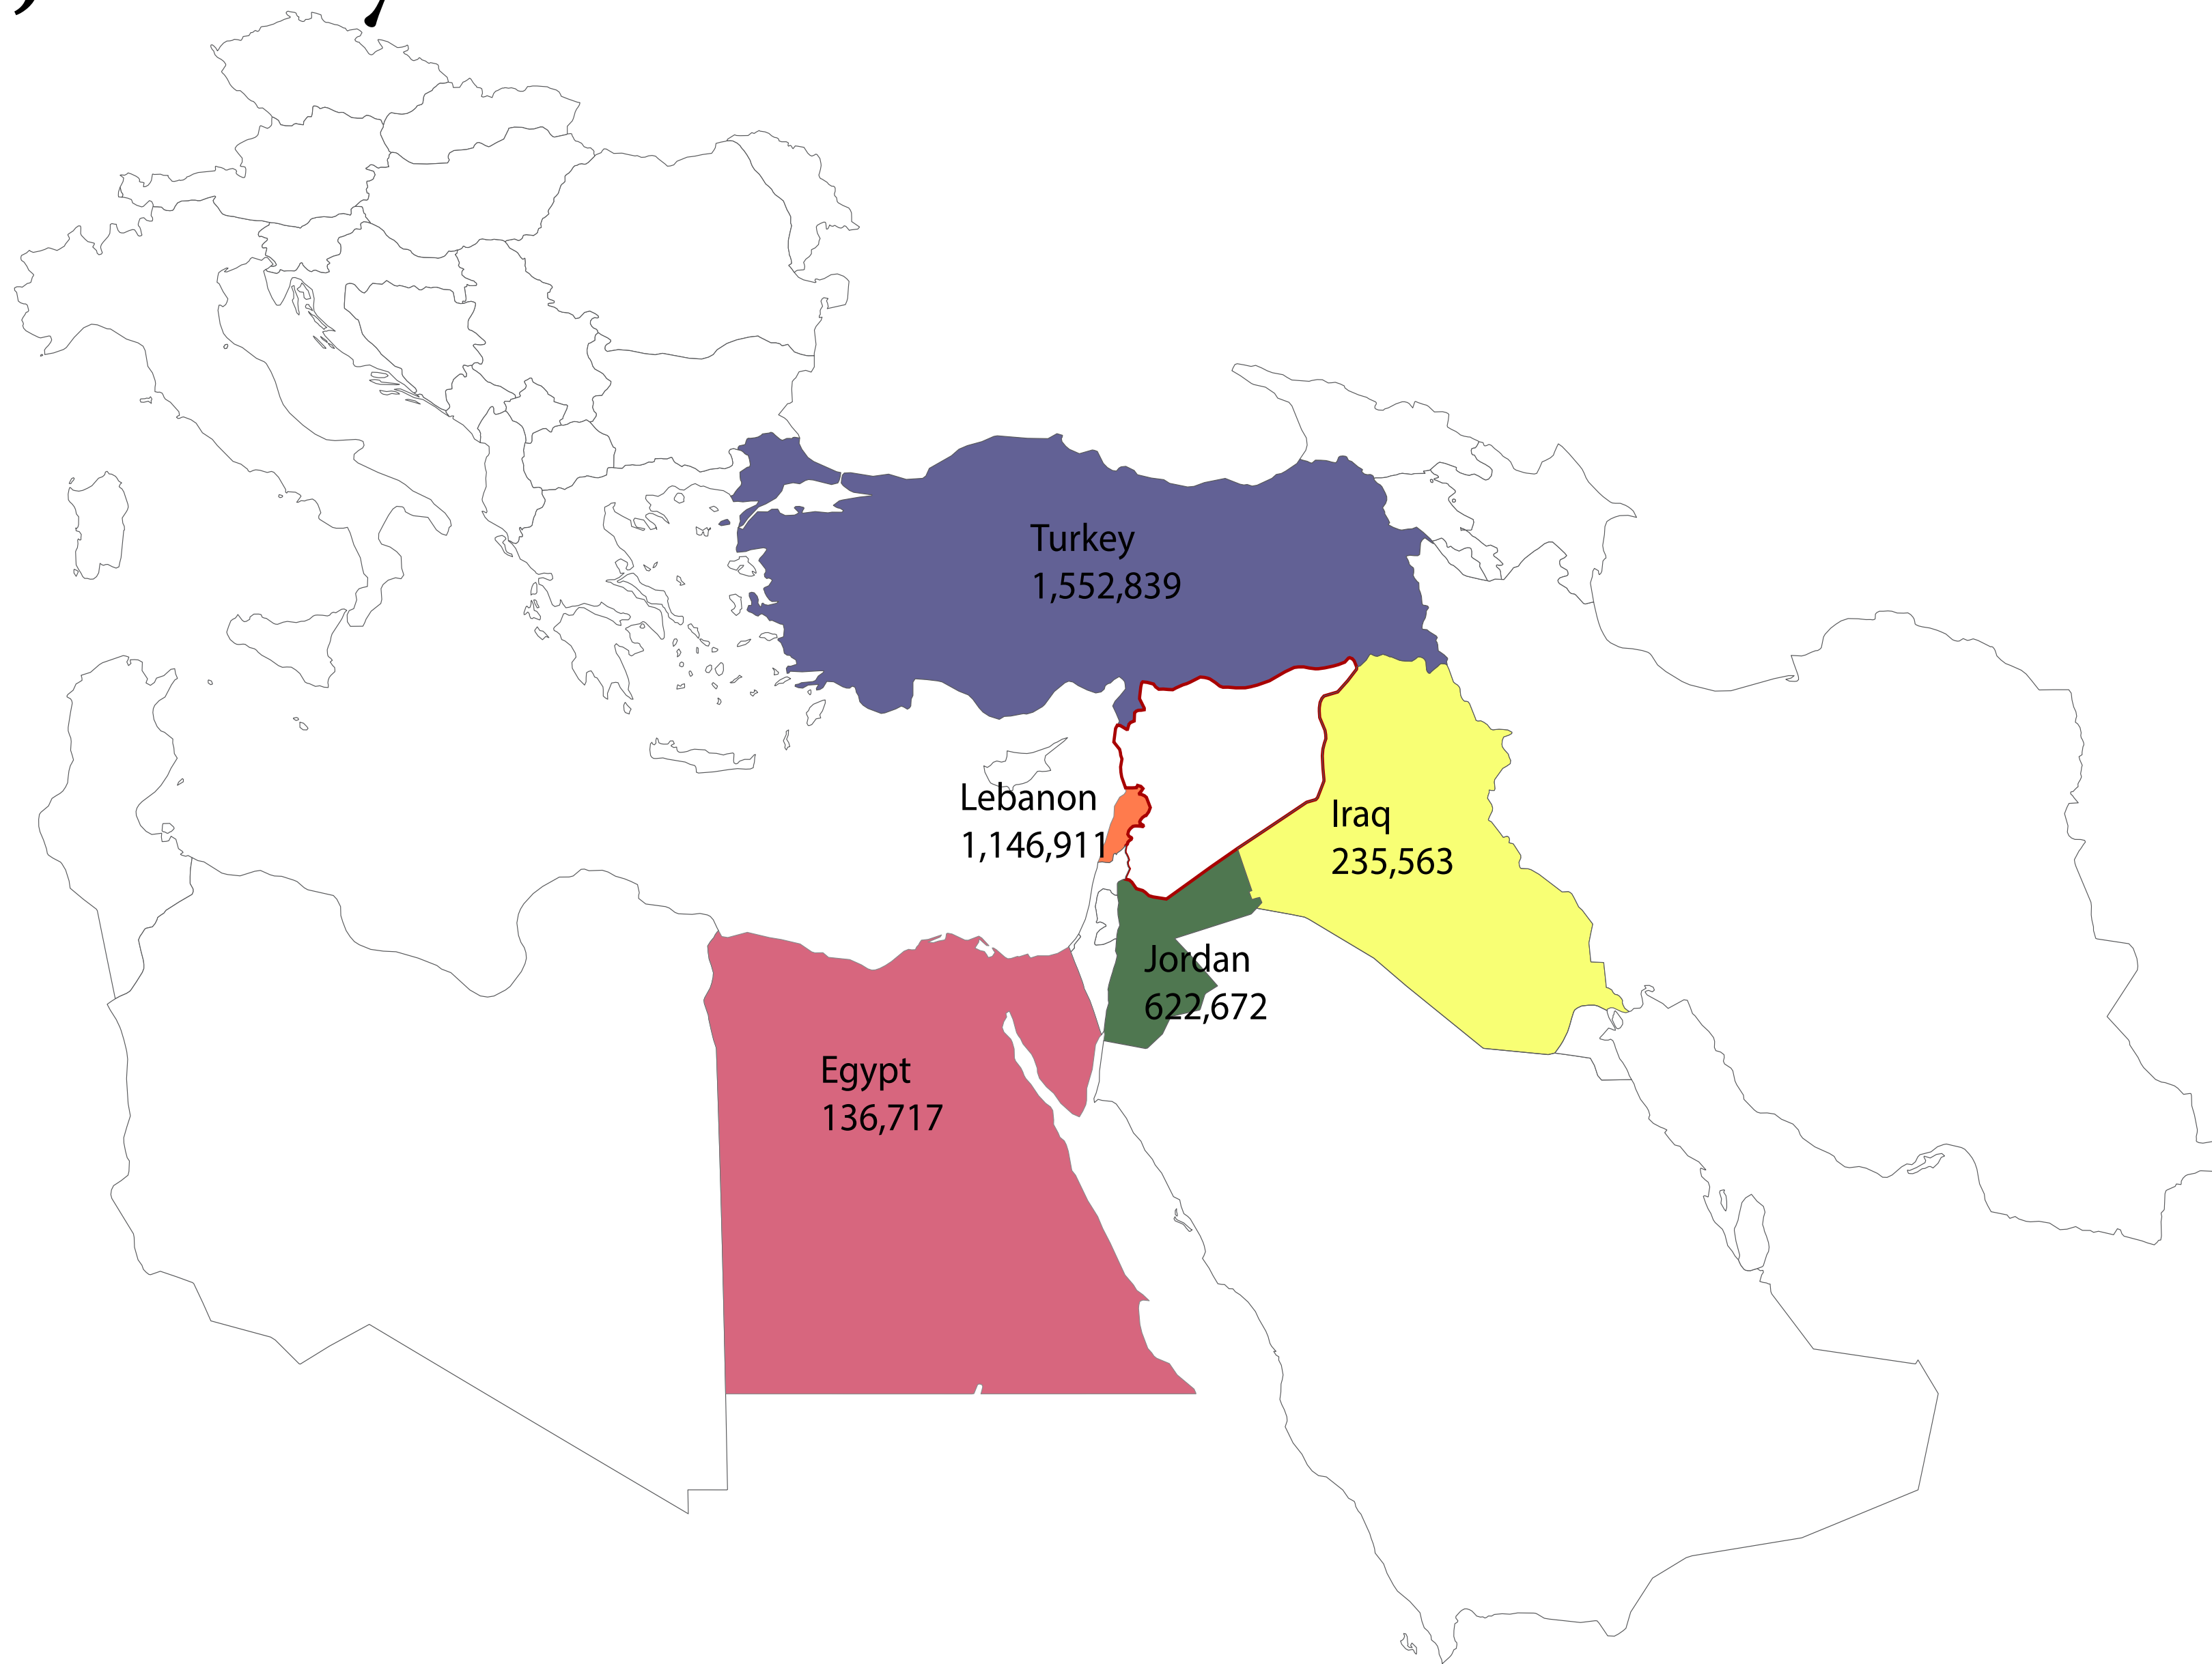 Turkey
1,552,839
Lebanon
1,146,911
Iraq
235,563
Jordan
622,672
Egypt
136,717